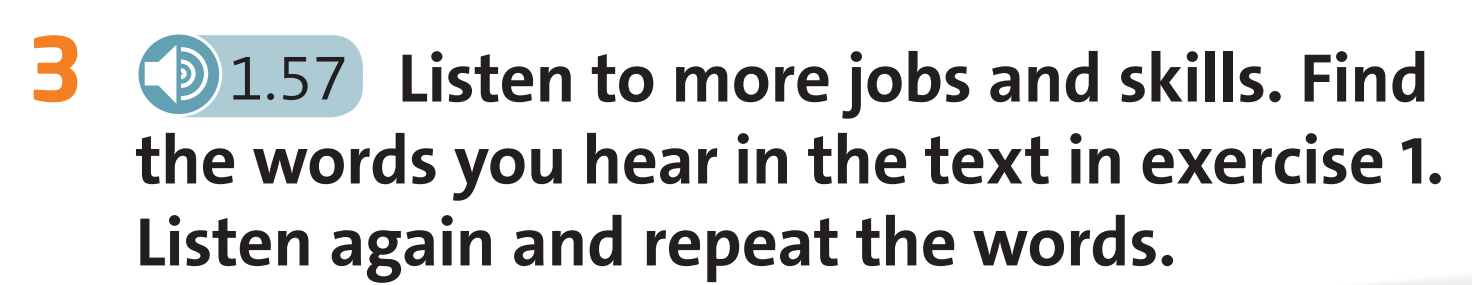 3 1.57 Listen to more jobs and skills. Find
the words you hear in the text in exercise 1.
Listen again and repeat the words.